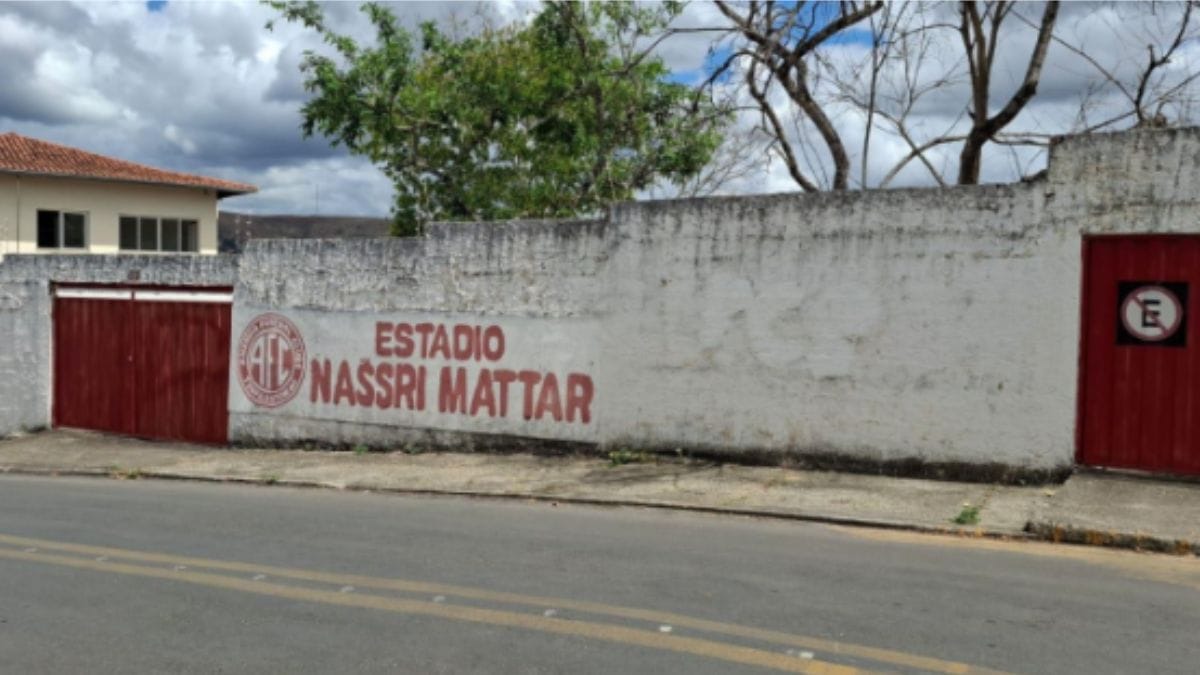 AFC
ESTADIO
NASSRI MATTAR
E